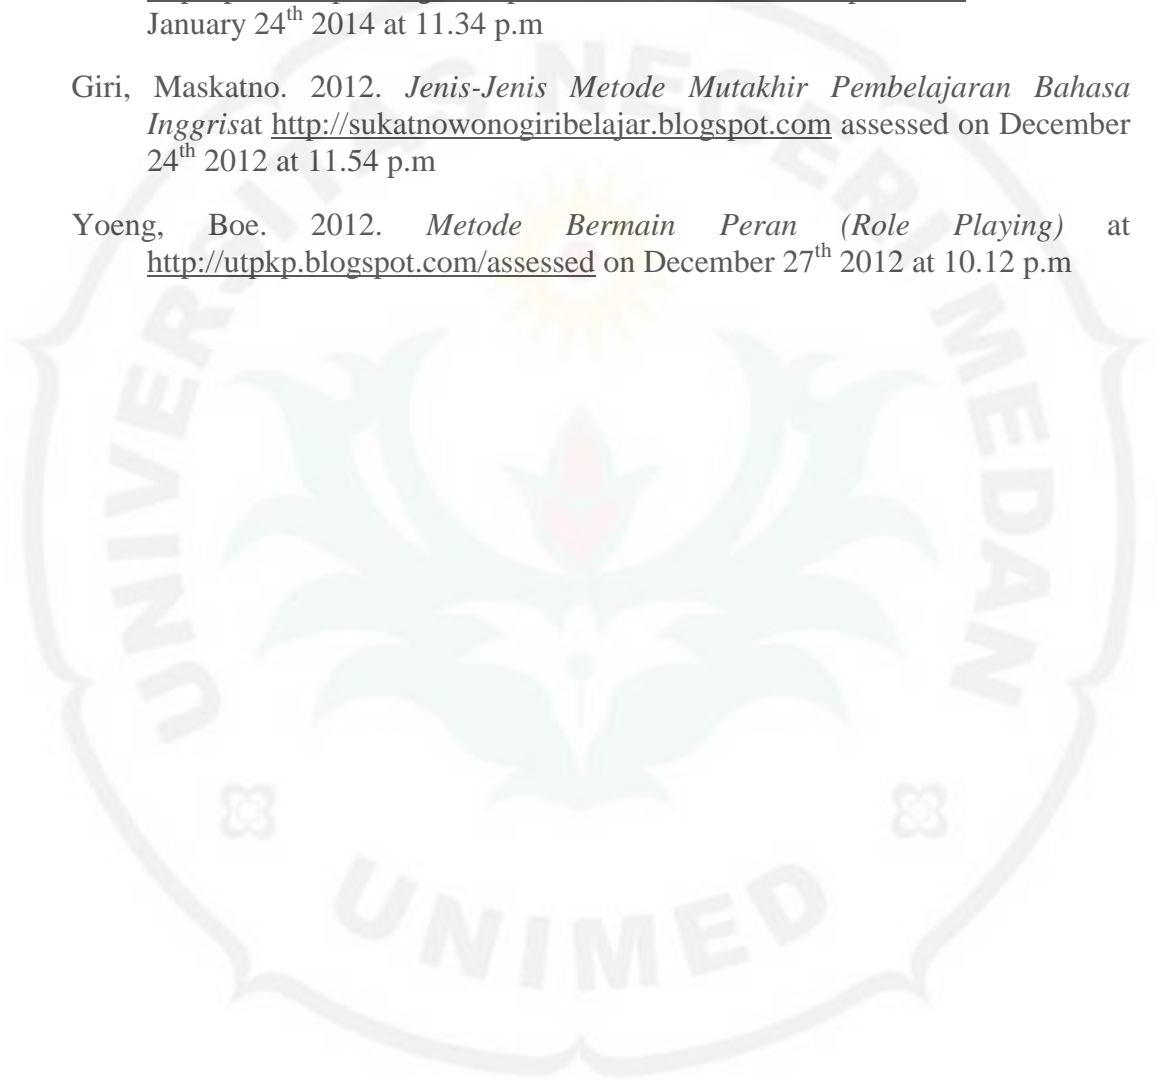 January 24th 2014 at 11.34 p.m
Giri, Maskatno. 2012. Jenis-Jenis Metode Mutakhir Pembelajaran Bahasa
Inggrisat http://sukatnowonogiribelajar.blogspot.com assessed on December
24th 2012 at 11.54 p.m
Yoeng, Boe. 2012. Metode Bermain Peran (Role Playing) at
http://utpkp.blogspot.com/assessed on December 27th 2012 at 10.12 p.m
UNIVERSITAS NEGERI MEDAN
UNIMED